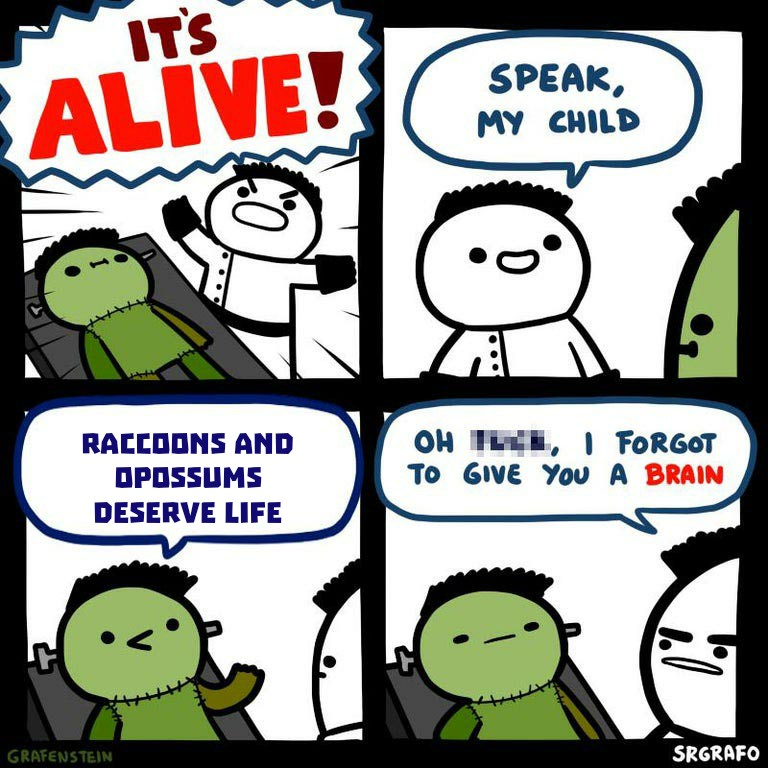 IT'S
ALIVE!
SPEAK,
MY CHILD
RACCOONS AND
OPOSSUMS
DESERVE LIFE
OH , I FORGOT
TO GIVE YOU A BRAIN
GRAFENSTEIN
SRGRAFO